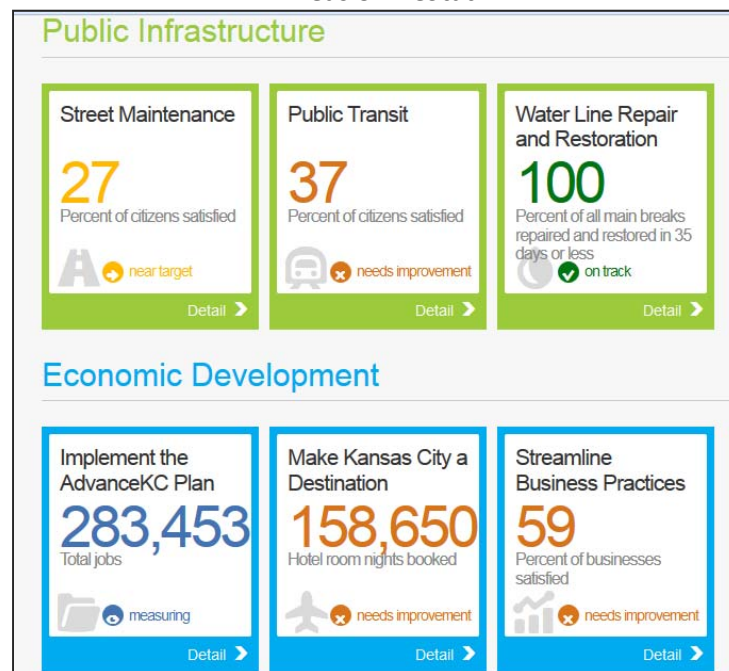 Public Infrastructure
Street Maintenance
27
Percent of citizens satisfied
near target
Detail
Public Transit
37
Percent of citizens satisfied
needs improvement
Detail
Water Line Repair
and Restoration
100
Percent of all main breaks
repaired and restored in 35
days or less
on track
Detail
Economic Development
Implement the
AdvanceKC Plan
283,453
Total jobs
measuring
Detail
Make Kansas City a
Destination
158,650
Hotel room nights booked
needs improvement
Detail
Streamline
Business Practices
59
Percent of businesses
satisfied
needs improvement
Detail